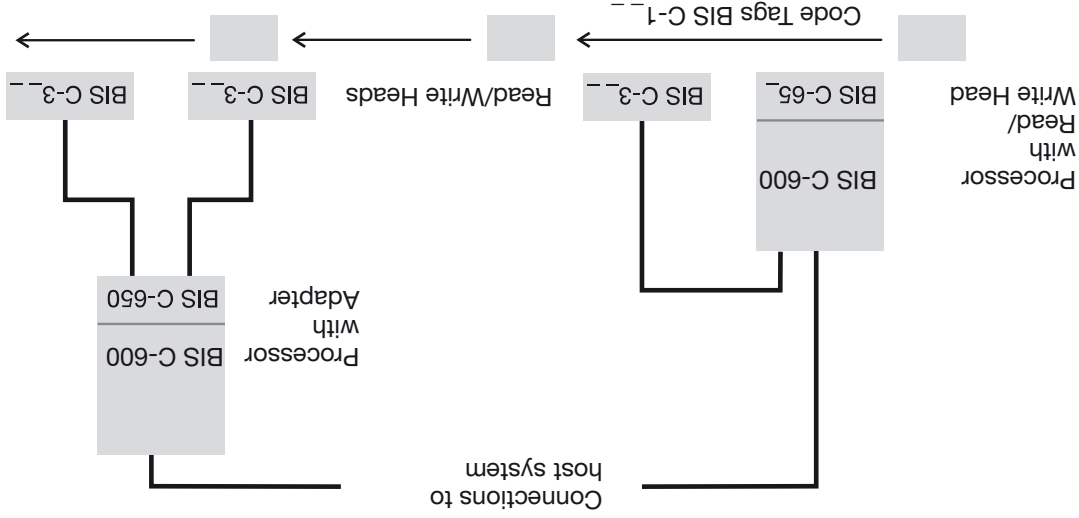 Connections to
host system
Processor
with
Adapter
BIS C-600
BIS C-650
Processor
with
Read/
Write Head
BIS C-600
BIS C-65_
BIS C-3_ _
Read/Write Heads
BIS C-3_ _
BIS C-3_ _
Code Tags BIS C-1_ _